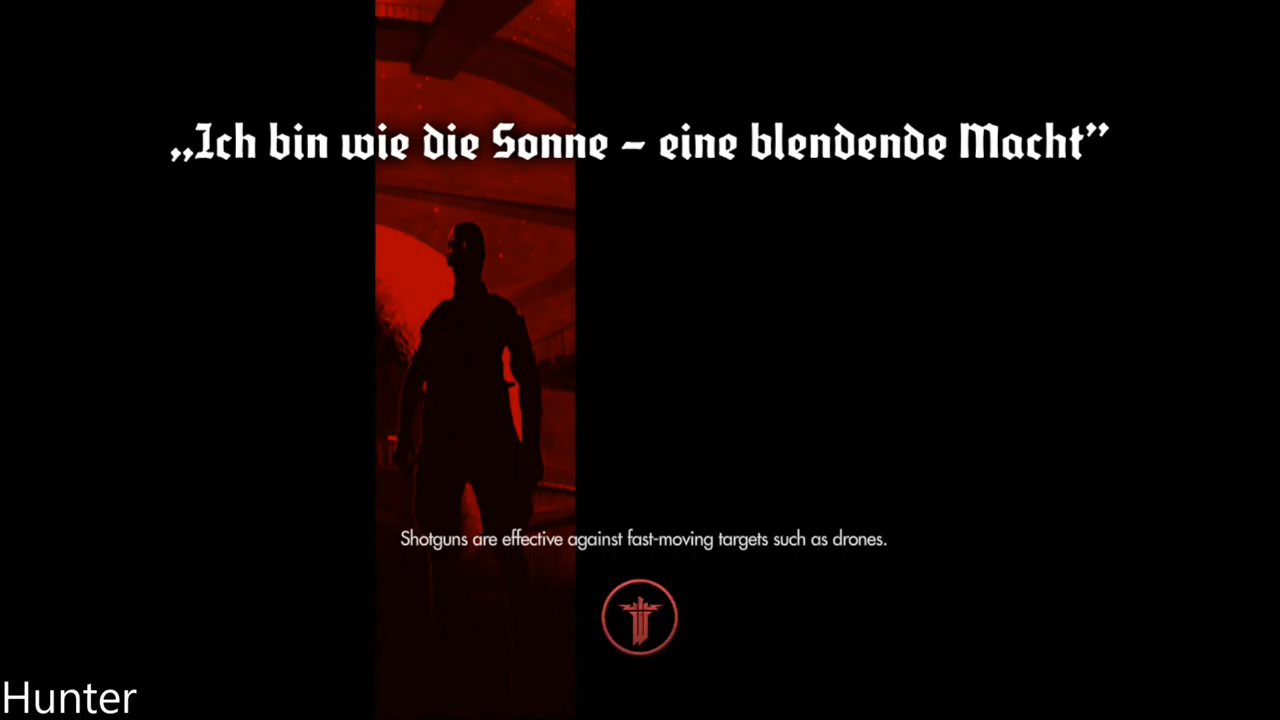 „Ich bin wie die Sonne – eine blendende Macht”
Shotguns are effective against fast-moving targets such as drones.
Hunter